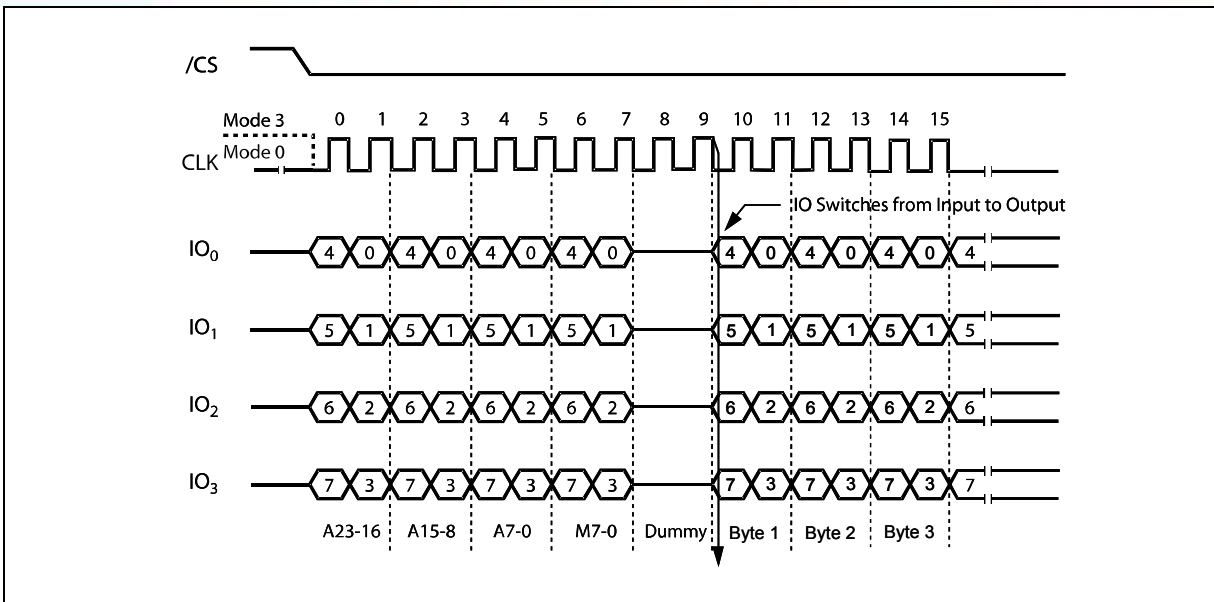 /CS
Mode 3
0 1 2 3 4 5 6 7 8 9 10 11 12 13 14 15
Mode 0
CLK
IO Switches from Input to Output
IO0 4 0 4 0 4 0 4 0 4 0 4 0 4 0 4
IO1 5 1 5 1 5 1 5 1 5 1 5 1 5 1 5
IO2 6 2 6 2 6 2 6 2 6 2 6 2 6 2 6
IO3 7 3 7 3 7 3 7 3 7 3 7 3 7 3 7
A23-16 A15-8 A7-0 M7-0 Dummy Byte 1 Byte 2 Byte 3